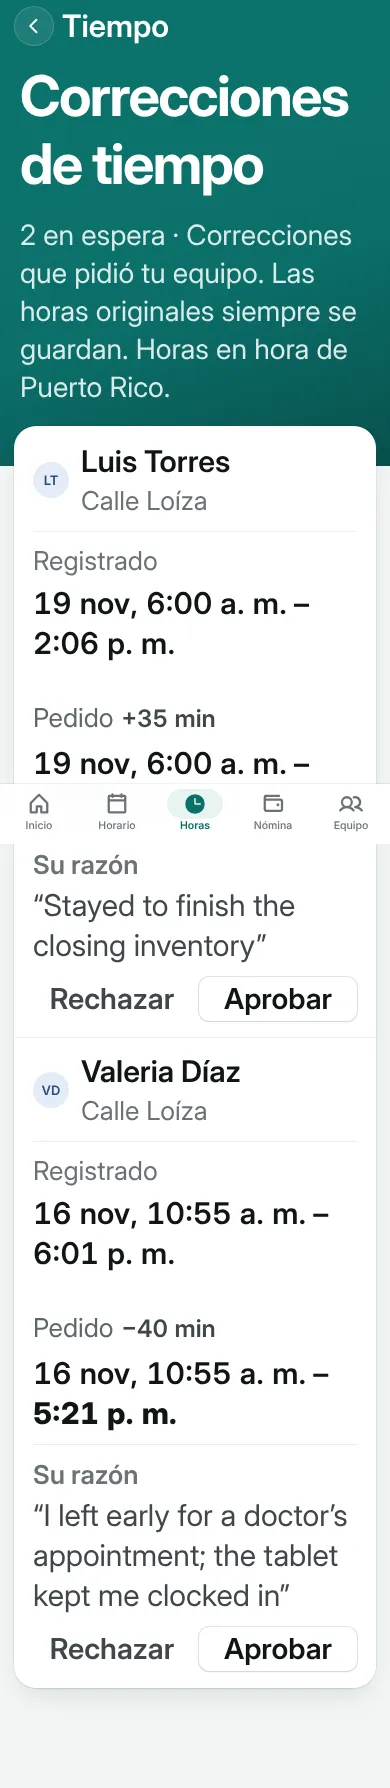 Tiempo
Correcciones
de tiempo
2 en espera · Correcciones
que pidió tu equipo. Las
horas originales siempre se
guardan. Horas en hora de
Puerto Rico.
LT
Luis Torres
Calle Loíza
Registrado
19 nov, 6:00 a. m. –
2:06 p. m.
Pedido +35 min
19 nov, 6:00 a. m. –
Inicio
Horario
Horas
Nómina
Equipo
Su razón
“Stayed to finish the
closing inventory”
Rechazar
Aprobar
VD
Valeria Díaz
Calle Loíza
Registrado
16 nov, 10:55 a. m. –
6:01 p. m.
Pedido −40 min
16 nov, 10:55 a. m. –
5:21 p. m.
Su razón
“I left early for a doctor’s
appointment; the tablet
kept me clocked in”
Rechazar
Aprobar